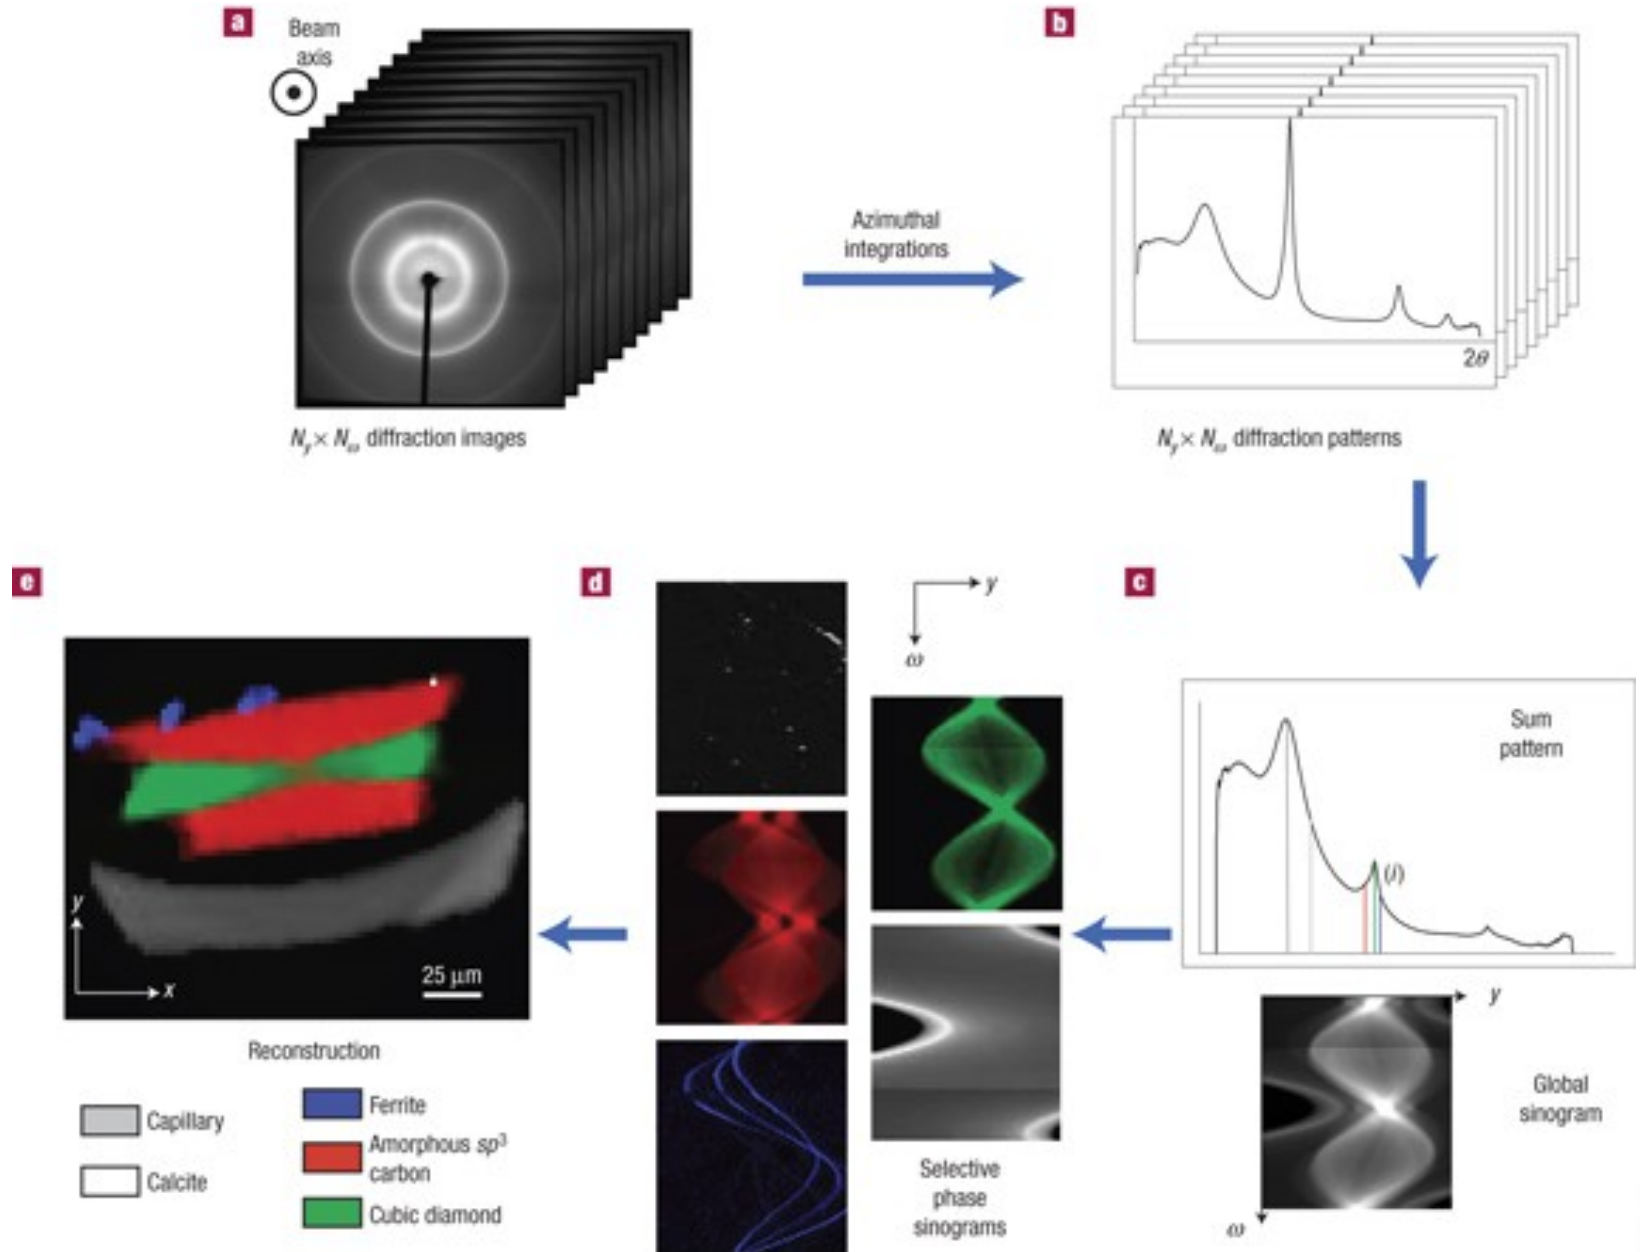 a
Beam
axis
b
Azimuthal
integrations
2θ
N_y × N_ω diffraction images
N_y × N_ω diffraction patterns
e
d
y
ω
c
Sum
pattern
(i)
y
x
25 μm
Reconstruction
Capillary
Calcite
Ferrite
Amorphous sp³
carbon
Cubic diamond
Selective
phase
sinograms
y
Global
sinogram
ω